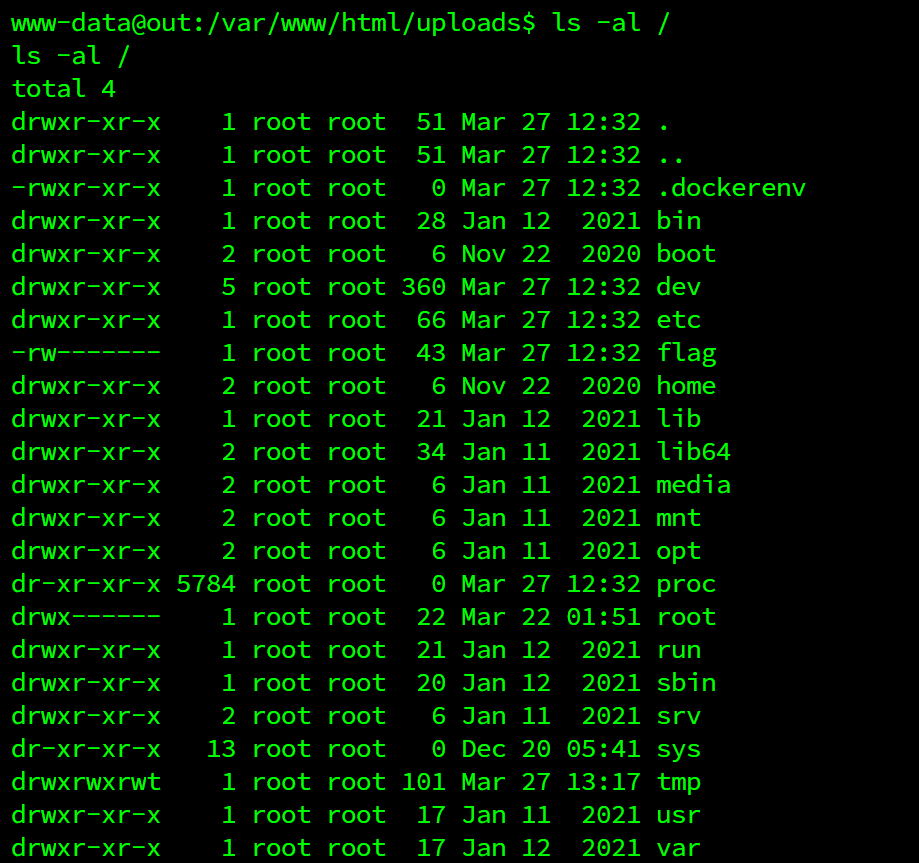 www-data@out:/var/www/html/uploads$ ls -al /
ls -al /
total 4
drwxr-xr-x    1 root root  51 Mar 27 12:32 .
drwxr-xr-x    1 root root  51 Mar 27 12:32 ..
-rwxr-xr-x    1 root root   0 Mar 27 12:32 .dockerenv
drwxr-xr-x    1 root root  28 Jan 12  2021 bin
drwxr-xr-x    2 root root   6 Nov 22  2020 boot
drwxr-xr-x    5 root root 360 Mar 27 12:32 dev
drwxr-xr-x    1 root root  66 Mar 27 12:32 etc
-rw-------    1 root root  43 Mar 27 12:32 flag
drwxr-xr-x    2 root root   6 Nov 22  2020 home
drwxr-xr-x    1 root root  21 Jan 12  2021 lib
drwxr-xr-x    2 root root  34 Jan 11  2021 lib64
drwxr-xr-x    2 root root   6 Jan 11  2021 media
drwxr-xr-x    2 root root   6 Jan 11  2021 mnt
drwxr-xr-x    2 root root   6 Jan 11  2021 opt
dr-xr-xr-x 5784 root root   0 Mar 27 12:32 proc
drwx------    1 root root  22 Mar 22 01:51 root
drwxr-xr-x    1 root root  21 Jan 12  2021 run
drwxr-xr-x    1 root root  20 Jan 12  2021 sbin
drwxr-xr-x    2 root root   6 Jan 11  2021 srv
dr-xr-xr-x   13 root root   0 Dec 20 05:41 sys
drwxrwxrwt    1 root root 101 Mar 27 13:17 tmp
drwxr-xr-x    1 root root  17 Jan 11  2021 usr
drwxr-xr-x    1 root root  17 Jan 12  2021 var